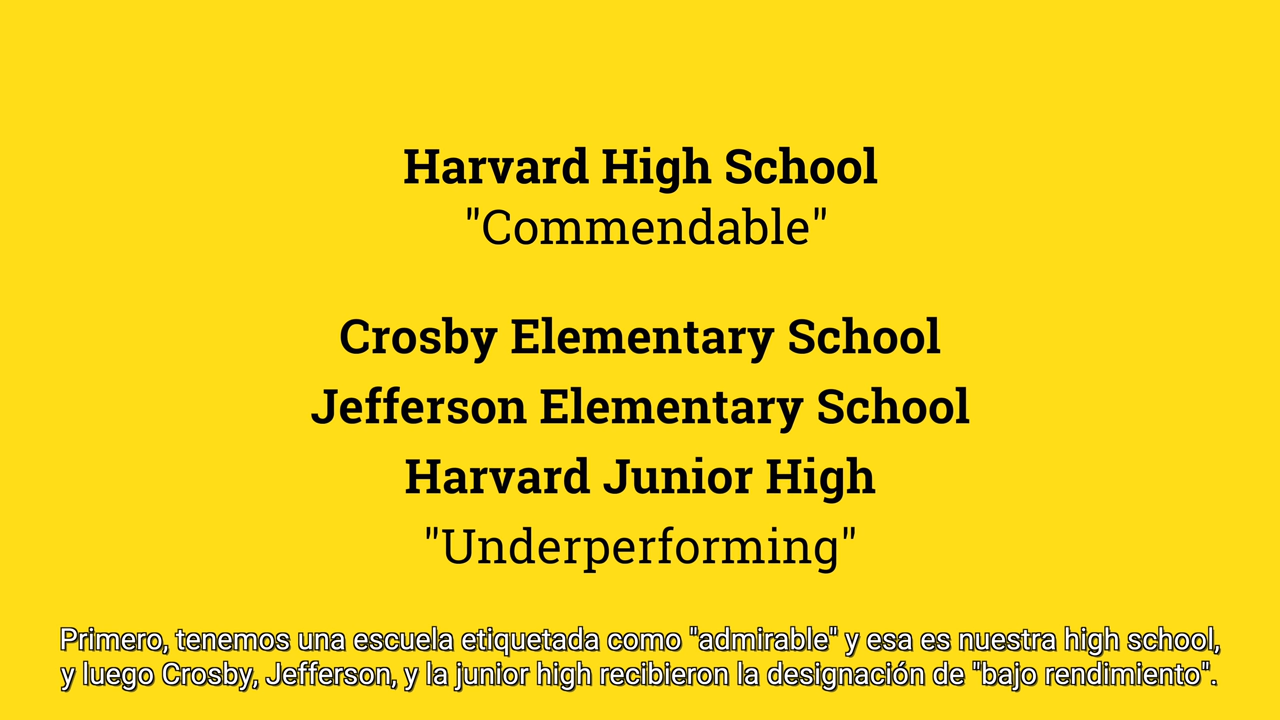 Harvard High School
"Commendable"
Crosby Elementary School
Jefferson Elementary School
Harvard Junior High
"Underperforming"
Primero, tenemos una escuela etiquetada como "admirable" y esa es nuestra high school,
y luego Crosby, Jefferson, y la junior high recibieron la designación de "bajo rendimiento".